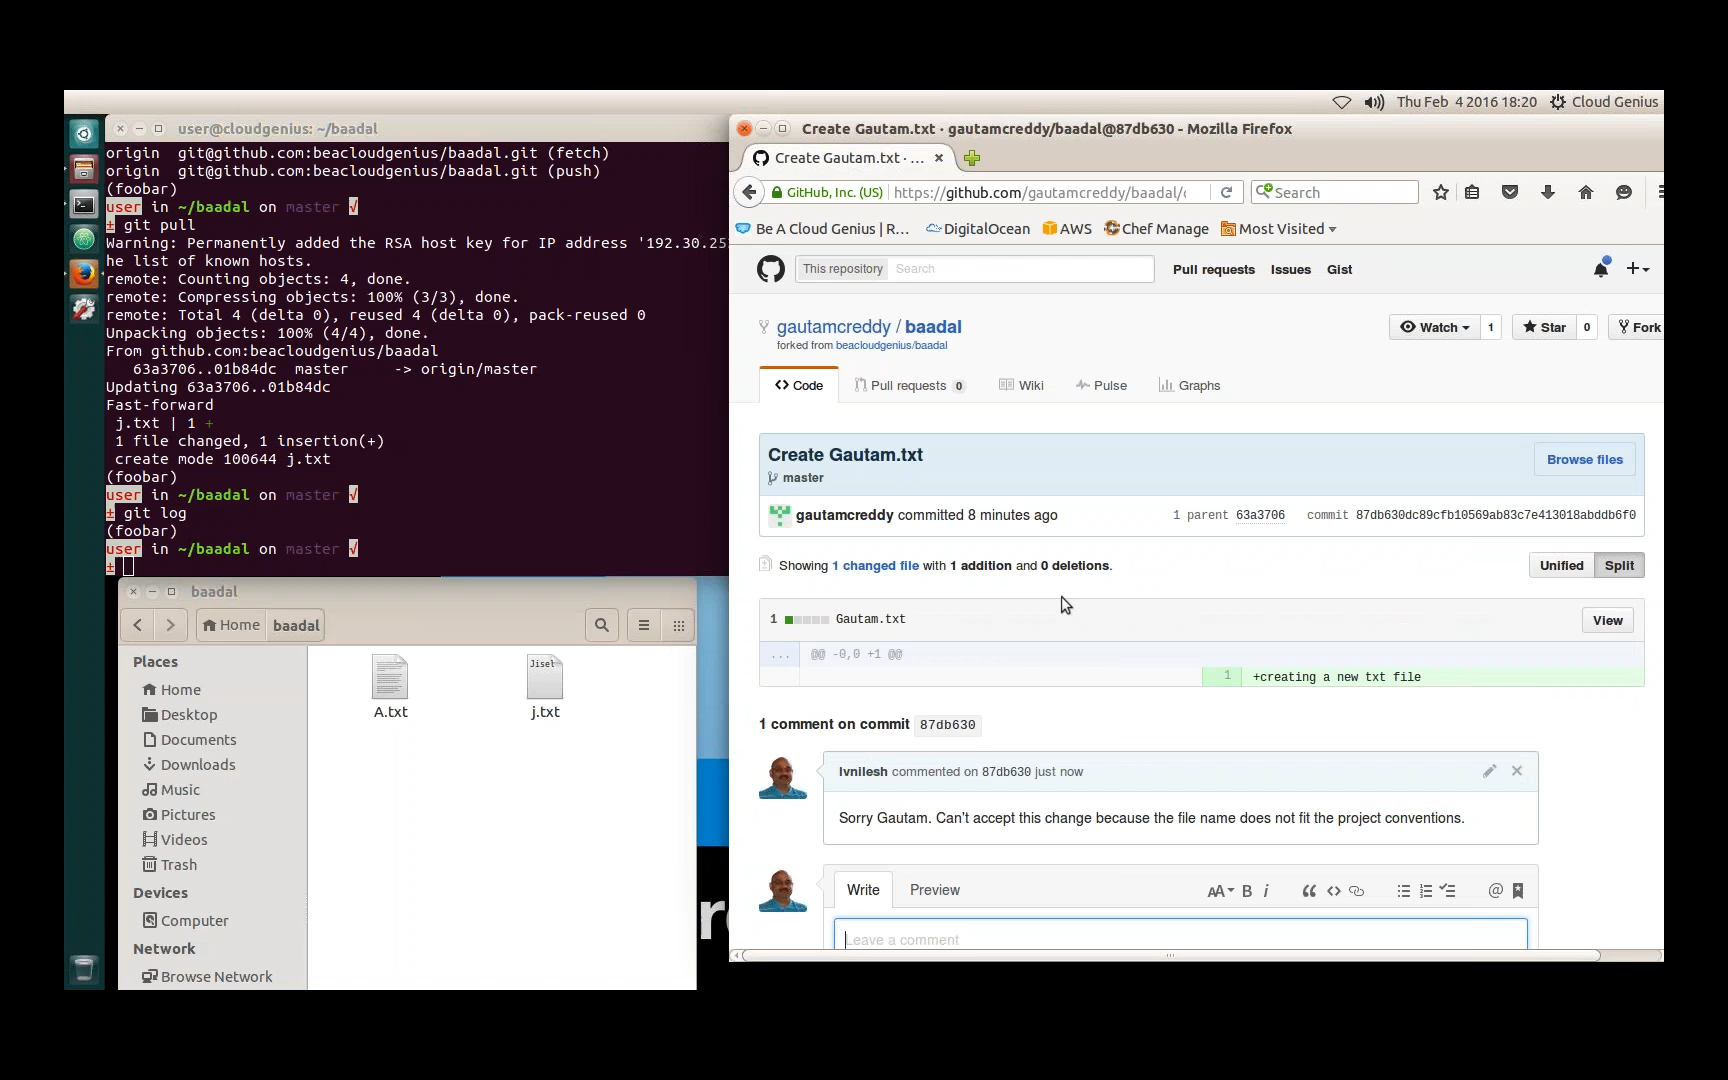 Thu Feb 4 2016 18:20 Cloud Genius
user@cloudgenius: ~/baadal
origin git@github.com:beacloudgenius/baadal.git (fetch)
origin git@github.com:beacloudgenius/baadal.git (push)
(foobar)
user in ~/baadal on master √
± git pull
Warning: Permanently added the RSA host key for IP address '192.30.25
he list of known hosts.
remote: Counting objects: 4, done.
remote: Compressing objects: 100% (3/3), done.
remote: Total 4 (delta 0), reused 4 (delta 0), pack-reused 0
Unpacking objects: 100% (4/4), done.
From github.com:beacloudgenius/baadal
63a3706..01b84dc master -> origin/master
Updating 63a3706..01b84dc
Fast-forward
j.txt | 1 +
1 file changed, 1 insertion(+)
create mode 100644 j.txt
(foobar)
user in ~/baadal on master √
± git log
(foobar)
user in ~/baadal on master √
±
baadal
Home baadal
Places
Home
Desktop
Documents
Downloads
Music
Pictures
Videos
Trash
Devices
Computer
Network
Browse Network
A.txt
Jisel
j.txt
Create Gautam.txt · gautamcreddy/baadal@87db630 - Mozilla Firefox
Create Gautam.txt · ...
GitHub, Inc. (US) https://github.com/gautamcreddy/baadal/c Search
Be A Cloud Genius | R... DigitalOcean AWS Chef Manage Most Visited
This repository Search Pull requests Issues Gist
gautamcreddy / baadal
forked from beacloudgenius/baadal
Watch 1 Star 0 Fork
Code Pull requests 0 Wiki Pulse Graphs
Create Gautam.txt
master
Browse files
gautamcreddy committed 8 minutes ago 1 parent 63a3706 commit 87db630dc89cfb10569ab83c7e413018abddb6f0
Showing 1 changed file with 1 addition and 0 deletions. Unified Split
1 Gautam.txt View
... @@ -0,0 +1 @@
1 +creating a new txt file
1 comment on commit 87db630
lvnilesh commented on 87db630 just now
Sorry Gautam. Can't accept this change because the file name does not fit the project conventions.
Write Preview AA B i
Leave a comment